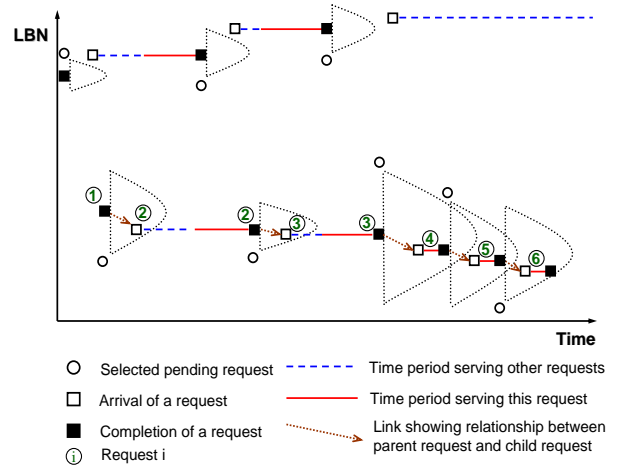 LBN
1
2
2
3
3
4
5
6
Time
Selected pending request
Time period serving other requests
Arrival of a request
Time period serving this request
Completion of a request
Link showing relationship between
parent request and child request
i Request i